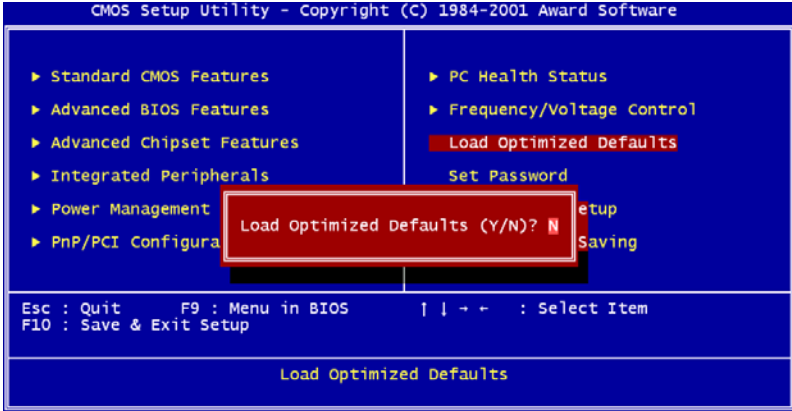 CMOS Setup Utility - Copyright (C) 1984-2001 Award Software
▶ Standard CMOS Features
▶ Advanced BIOS Features
▶ Advanced Chipset Features
▶ Integrated Peripherals
▶ Power Management
▶ PnP/PCI Configura
▶ PC Health Status
▶ Frequency/Voltage Control
Load Optimized Defaults
Set Password
etup
Saving
Load Optimized Defaults (Y/N)? N
Esc : Quit F9 : Menu in BIOS ↑ ↓ → ← : Select Item
F10 : Save & Exit Setup
Load Optimized Defaults